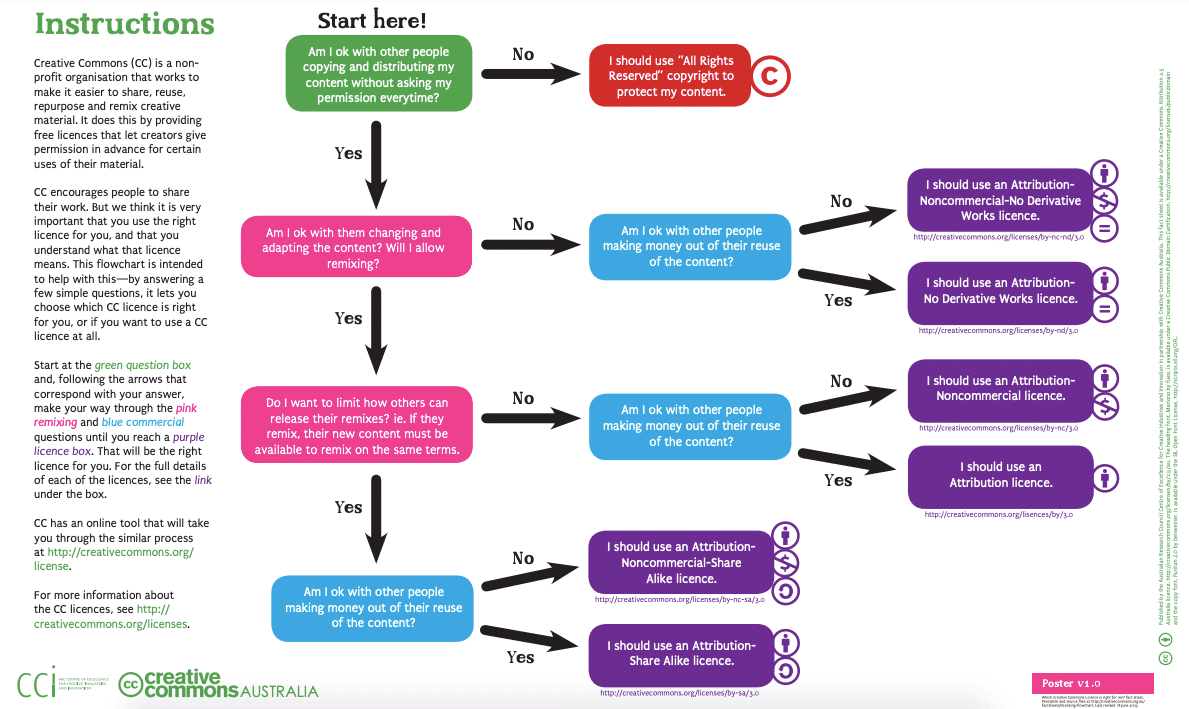 Instructions
Creative Commons (CC) is a non-
profit organisation that works to
make it easier to share, reuse,
repurpose and remix creative
material. It does this by providing
free licences that let creators give
permission in advance for certain
uses of their material.
CC encourages people to share
their work. But we think it is very
important that you use the right
licence for you, and that you
understand what that licence
means. This flowchart is intended
to help with this—by answering a
few simple questions, it lets you
choose which CC licence is right
for you, or if you want to use a CC
licence at all.
Start at the green question box
and, following the arrows that
correspond with your answer,
make your way through the pink
remixing and blue commercial
questions until you reach a purple
licence box. That will be the right
licence for you. For the full details
of each of the licences, see the link
under the box.
CC has an online tool that will take
you through the similar process
at http://creativecommons.org/
license.
For more information about
the CC licences, see http://
creativecommons.org/licenses.
Start here!
Am I ok with other people
copying and distributing my
content without asking my
permission everytime?
No
I should use “All Rights
Reserved” copyright to
protect my content.
C
Yes
Am I ok with them changing and
adapting the content? Will I allow
remixing?
No
Am I ok with other people
making money out of their reuse
of the content?
No
I should use an Attribution-
Noncommercial-No Derivative
Works licence.
http://creativecommons.org/licenses/by-nc-nd/3.0
Yes
I should use an Attribution-
No Derivative Works licence.
http://creativecommons.org/licenses/by-nd/3.0
Yes
Do I want to limit how others can
release their remixes? ie. If they
remix, their new content must be
available to remix on the same terms.
No
Am I ok with other people
making money out of their reuse
of the content?
No
I should use an Attribution-
Noncommercial licence.
http://creativecommons.org/licenses/by-nc/3.0
Yes
I should use an
Attribution licence.
http://creativecommons.org/lisences/by/3.0
Yes
Am I ok with other people
making money out of their reuse
of the content?
No
I should use an Attribution-
Noncommercial-Share
Alike licence.
http://creativecommons.org/licenses/by-nc-sa/3.0
Yes
I should use an Attribution-
Share Alike licence.
http://creativecommons.org/licenses/by-sa/3.0
CCi
ARC CENTRE OF EXCELLENCE
FOR CREATIVE INDUSTRIES
AND INNOVATION
cc creative
commons AUSTRALIA
Poster v1.0